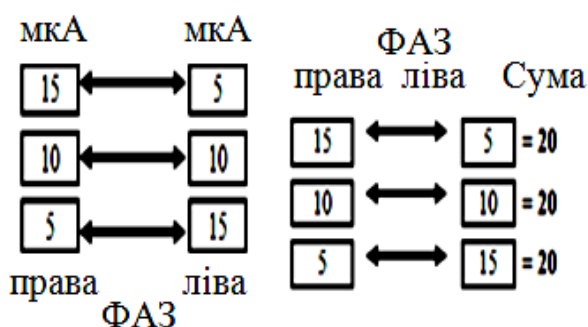 мкА мкА
15 5
10 10
5 15
права ліва
ФАЗ
ФАЗ
права ліва Сума
15 5 = 20
10 10 = 20
5 15 = 20